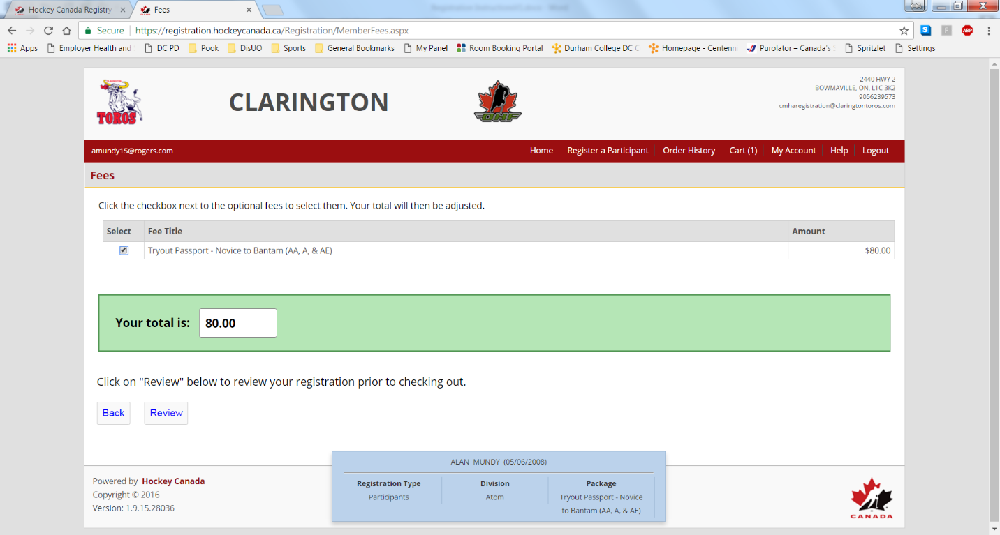 Hockey Canada Registry
Fees
Secure
https://registration.hockeycanada.ca/Registration/MemberFees.aspx
S
F
ABP
Apps
Employer Health and
DC PD
Pook
DisUO
Sports
General Bookmarks
My Panel
Room Booking Portal
Durham College DC C
Homepage - Centenn
Purolator – Canada's
Spritzlet
Settings
TOROS
CLARINGTON
OHF
2440 HWY 2
BOWMAVILLE, ON, L1C 3K2
9056239573
cmharegistration@claringtontoros.com
amundy15@rogers.com
Home
Register a Participant
Order History
Cart (1)
My Account
Help
Logout
Fees
Click the checkbox next to the optional fees to select them. Your total will then be adjusted.
Select Fee Title Amount
Tryout Passport - Novice to Bantam (AA, A, & AE) $80.00
Your total is: 80.00
Click on "Review" below to review your registration prior to checking out.
Back
Review
ALAN MUNDY (05/06/2008)
Registration Type
Participants
Division
Atom
Package
Tryout Passport - Novice
to Bantam (AA, A, & AE)
Powered by Hockey Canada
Copyright © 2016
Version: 1.9.15.28036
CANADA